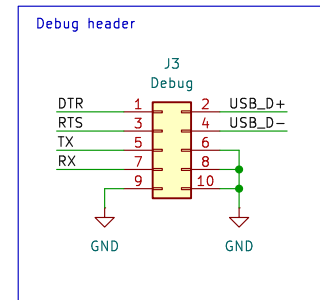 Debug header
J3
Debug
DTR 1 2 USB_D+
RTS 3 4 USB_D-
TX 5 6
RX 7 8
9 10
GND GND